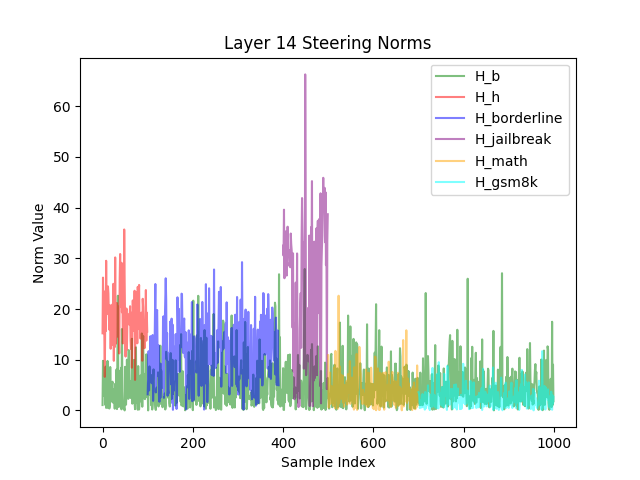 Layer 14 Steering Norms
H_b
H_h
H_borderline
H_jailbreak
H_math
H_gsm8k
Norm Value
60
50
40
30
20
10
0
0 200 400 600 800 1000
Sample Index